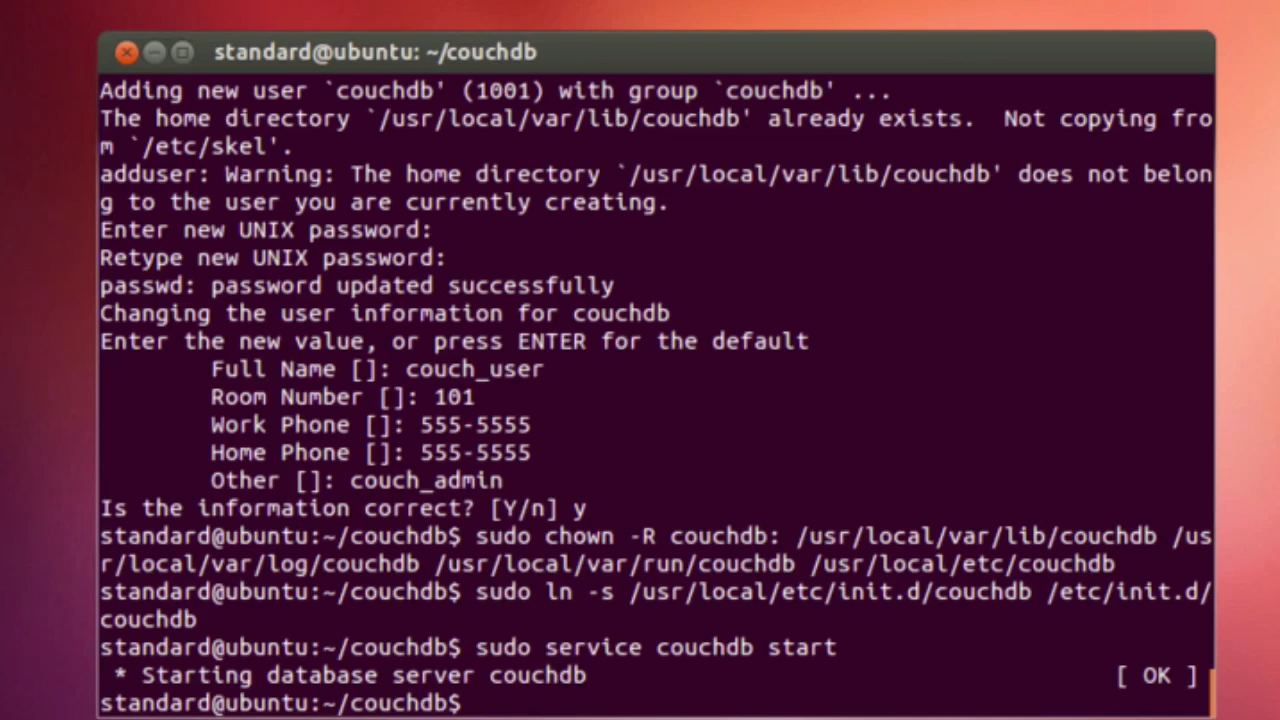 standard@ubuntu: ~/couchdb
Adding new user `couchdb' (1001) with group `couchdb' ...
The home directory `/usr/local/var/lib/couchdb' already exists.  Not copying fro
m `/etc/skel'.
adduser: Warning: The home directory `/usr/local/var/lib/couchdb' does not belon
g to the user you are currently creating.
Enter new UNIX password:
Retype new UNIX password:
passwd: password updated successfully
Changing the user information for couchdb
Enter the new value, or press ENTER for the default
        Full Name []: couch_user
        Room Number []: 101
        Work Phone []: 555-5555
        Home Phone []: 555-5555
        Other []: couch_admin
Is the information correct? [Y/n] y
standard@ubuntu:~/couchdb$ sudo chown -R couchdb: /usr/local/var/lib/couchdb /us
r/local/var/log/couchdb /usr/local/var/run/couchdb /usr/local/etc/couchdb
standard@ubuntu:~/couchdb$ sudo ln -s /usr/local/etc/init.d/couchdb /etc/init.d/
couchdb
standard@ubuntu:~/couchdb$ sudo service couchdb start
 * Starting database server couchdb                                      [ OK ]
standard@ubuntu:~/couchdb$